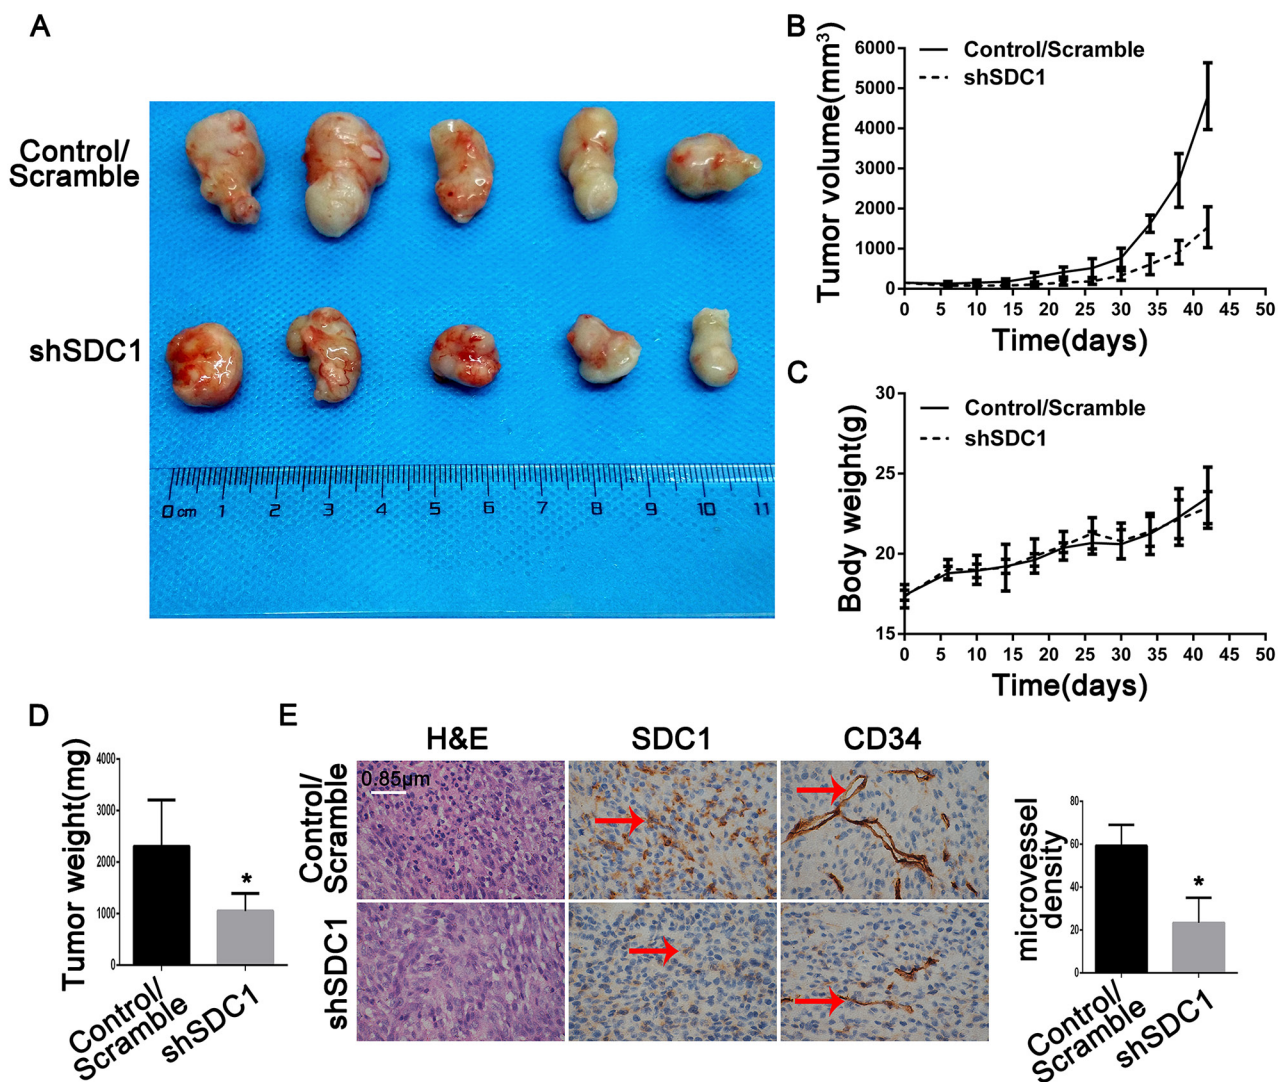 A
Control/
Scramble
shSDC1
0 cm 1 2 3 4 5 6 7 8 9 10 11
B
Tumor volume(mm³)
6000
5000
4000
3000
2000
1000
0
Control/Scramble
shSDC1
0 5 10 15 20 25 30 35 40 45 50
Time(days)
C
Body weight(g)
30
25
20
15
Control/Scramble
shSDC1
0 5 10 15 20 25 30 35 40 45 50
Time(days)
D
Tumor weight(mg)
4000
3000
2000
1000
0
*
Control/
Scramble
shSDC1
E
H&E SDC1 CD34
Control/
Scramble
0.85µm
shSDC1
microvessel
density
80
60
40
20
0
*
Control/
Scramble
shSDC1